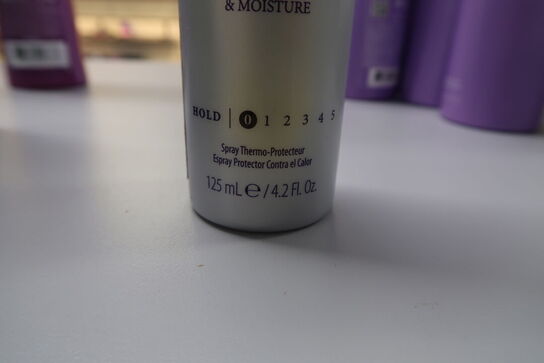 & MOISTURE
HOLD | 0 1 2 3 4 5
Spray Thermo-Protecteur
Espray Protector Contra el Calor
125 mL ℮ / 4.2 Fl. Oz.